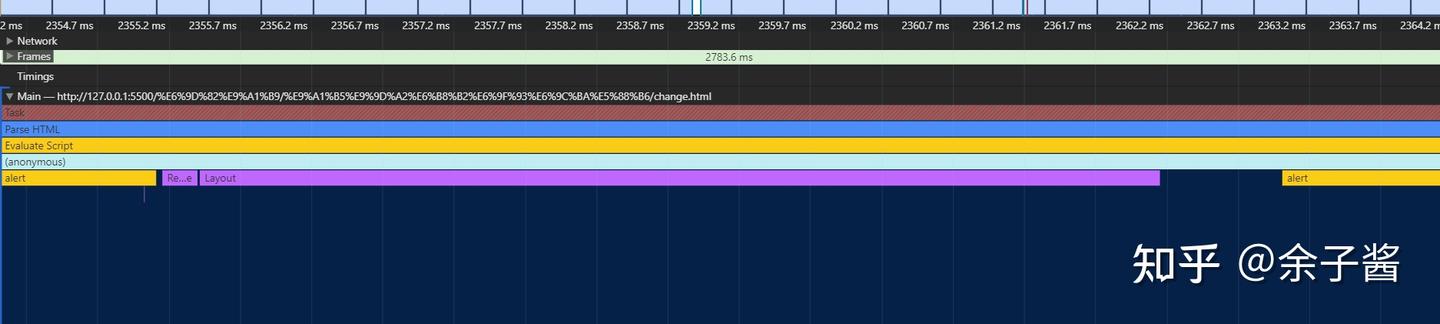 2 ms 2354.7 ms 2355.2 ms 2355.7 ms 2356.2 ms 2356.7 ms 2357.2 ms 2357.7 ms 2358.2 ms 2358.7 ms 2359.2 ms 2359.7 ms 2360.2 ms 2360.7 ms 2361.2 ms 2361.7 ms 2362.2 ms 2362.7 ms 2363.2 ms 2363.7 ms 2364.2 m
Network
Frames 2783.6 ms
Timings
Main — http://127.0.0.1:5500/%E6%9D%82%E9%A1%B9/%E9%A1%B5%E9%9D%A2%E6%B8%B2%E6%9F%93%E6%9C%BA%E5%88%B6/change.html
Task
Parse HTML
Evaluate Script
(anonymous)
alert Re...e Layout alert
知乎 @余子酱